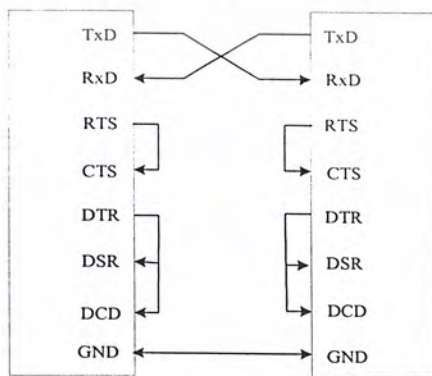 TxD TxD
RxD RxD
RTS RTS
CTS CTS
DTR DTR
DSR DSR
DCD DCD
GND GND